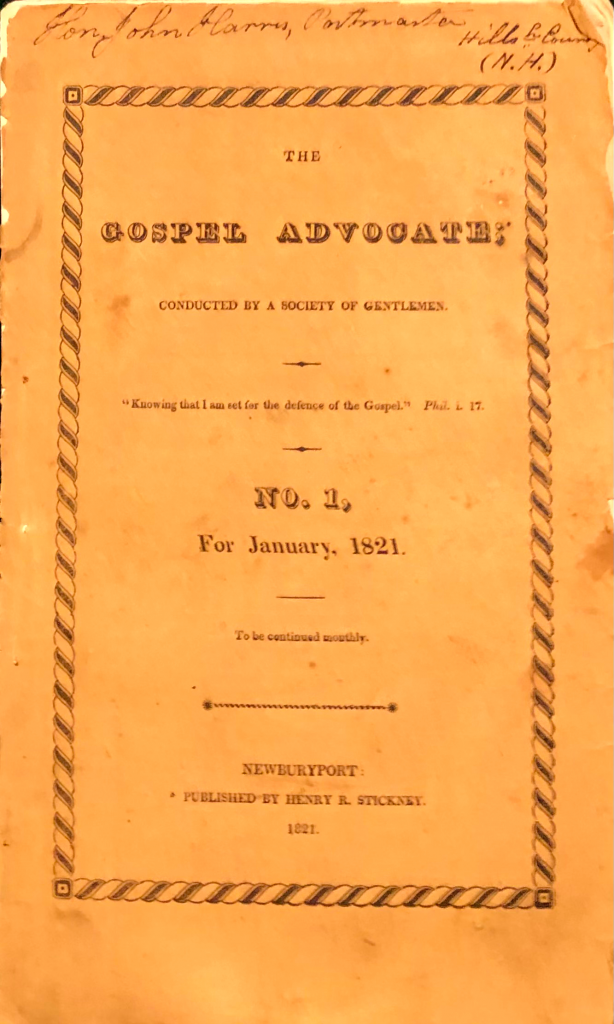 Hon. John Harris, Postmaster
Hills Co County
(N.H.)
THE
GOSPEL ADVOCATE;
CONDUCTED BY A SOCIETY OF GENTLEMEN.
"Knowing that I am set for the defence of the Gospel." Phil. i. 17.
NO. 1,
For January, 1821.
To be continued monthly.
NEWBURYPORT:
PUBLISHED BY HENRY R. STICKNEY.
1821.